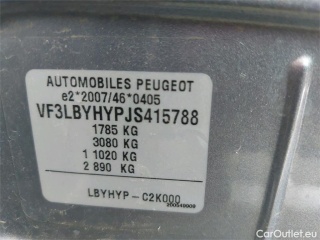 AUTOMOBILES PEUGEOT
e2*2007/46*0405
VF3LBYHYPJS415788
1785 KG
3080 KG
1 1020 KG
2 890 KG
LBYHYP - C2K000
CarOutlet.eu